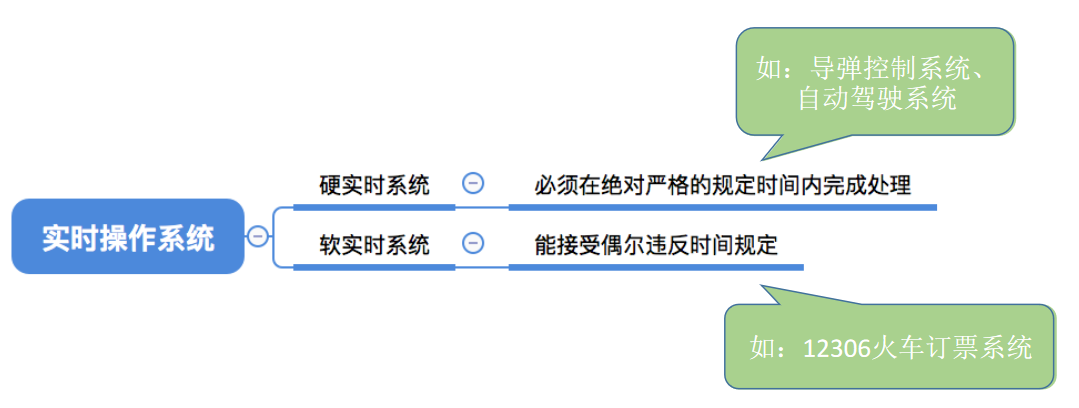 如：导弹控制系统、
自动驾驶系统
硬实时系统
必须在绝对严格的规定时间内完成处理
实时操作系统
软实时系统
能接受偶尔违反时间规定
如：12306火车订票系统